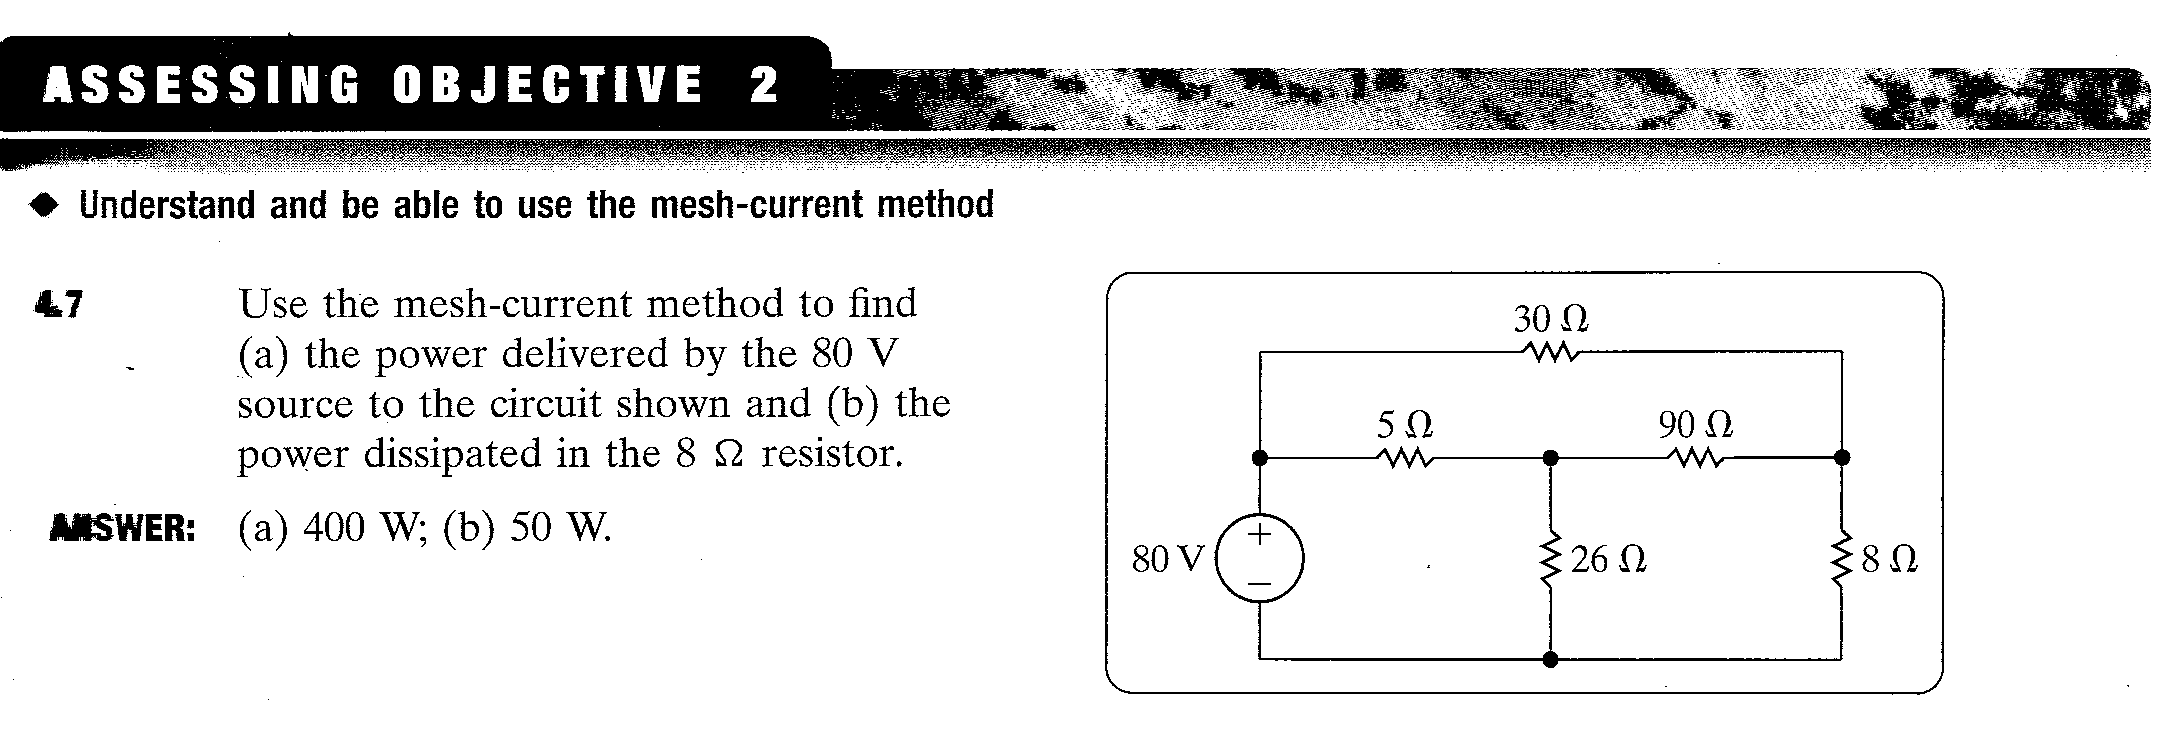 ASSESSING OBJECTIVE 2
◆ Understand and be able to use the mesh-current method
4.7 Use the mesh-current method to find
(a) the power delivered by the 80 V
source to the circuit shown and (b) the
power dissipated in the 8 Ω resistor.
ANSWER: (a) 400 W; (b) 50 W.
30 Ω
5 Ω
90 Ω
80 V
+
−
26 Ω
8 Ω